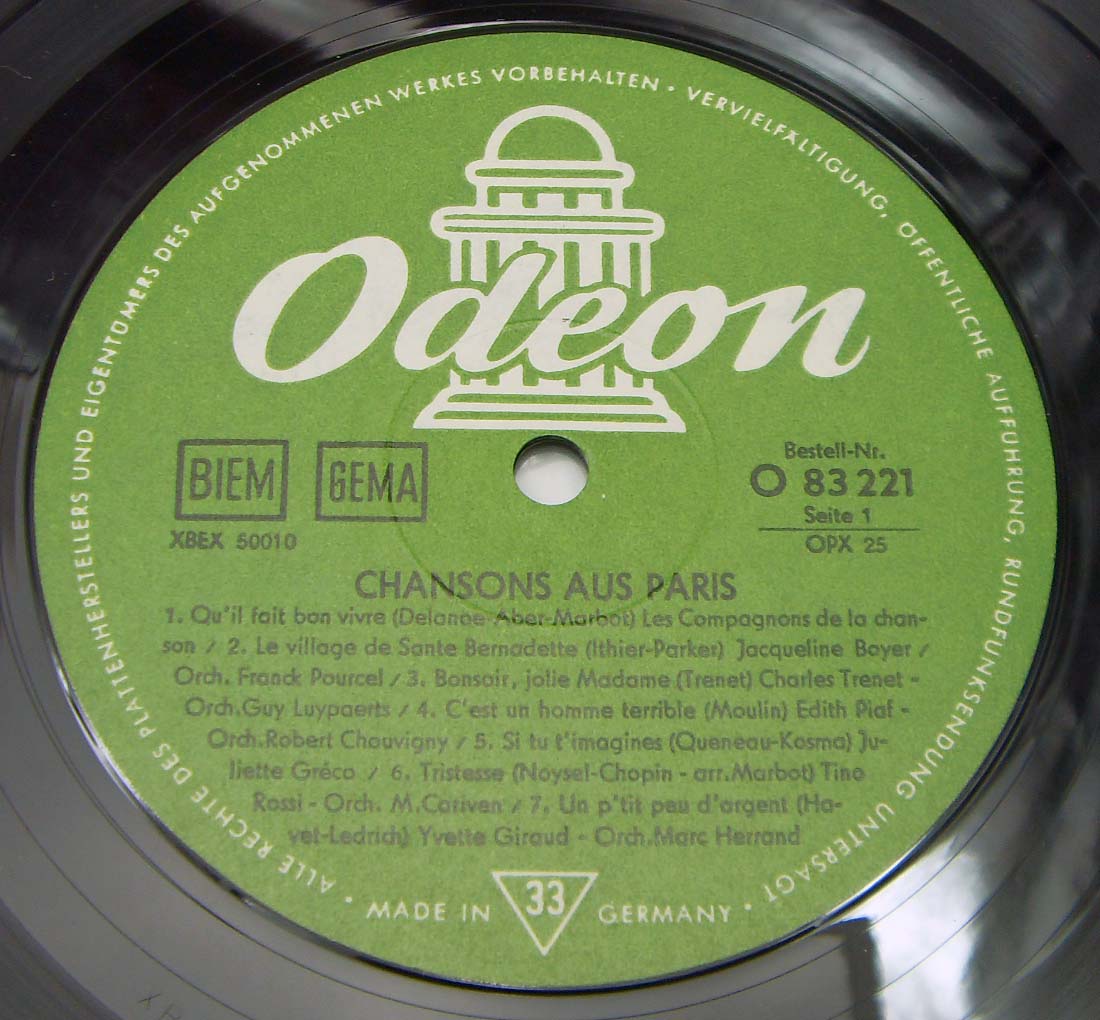 ALLE RECHTE DES PLATTENHERSTELLERS UND EIGENTÜMERS DES AUFGENOMMENEN WERKES VORBEHALTEN · VERVIELFÄLTIGUNG, ÖFFENTLICHE AUFFÜHRUNG, RUNDFUNKSENDUNG UNTERSAGT ·
Odeon
BIEM GEMA
XBEX 50010
Bestell-Nr.
O 83 221
Seite 1
OPX 25
CHANSONS AUS PARIS
1. Qu'il fait bon vivre (Delanoe-Aber-Marbot) Les Compagnons de la chan-
son / 2. Le village de Sante Bernadette (Ithier-Parker) Jacqueline Boyer /
Orch. Franck Pourcel / 3. Bonsoir, jolie Madame (Trenet) Charles Trenet -
Orch.Guy Luypaerts / 4. C'est un homme terrible (Moulin) Edith Piaf -
Orch.Robert Chauvigny / 5. Si tu t'imagines (Queneau-Kosma) Ju-
liette Gréco / 6. Tristesse (Noysel-Chopin - arr.Marbot) Tino
Rossi - Orch. M.Cariven / 7. Un p'tit peu d'argent (Ha-
vet-Ledrich) Yvette Giraud - Orch.Marc Herrand
· MADE IN 33 GERMANY ·